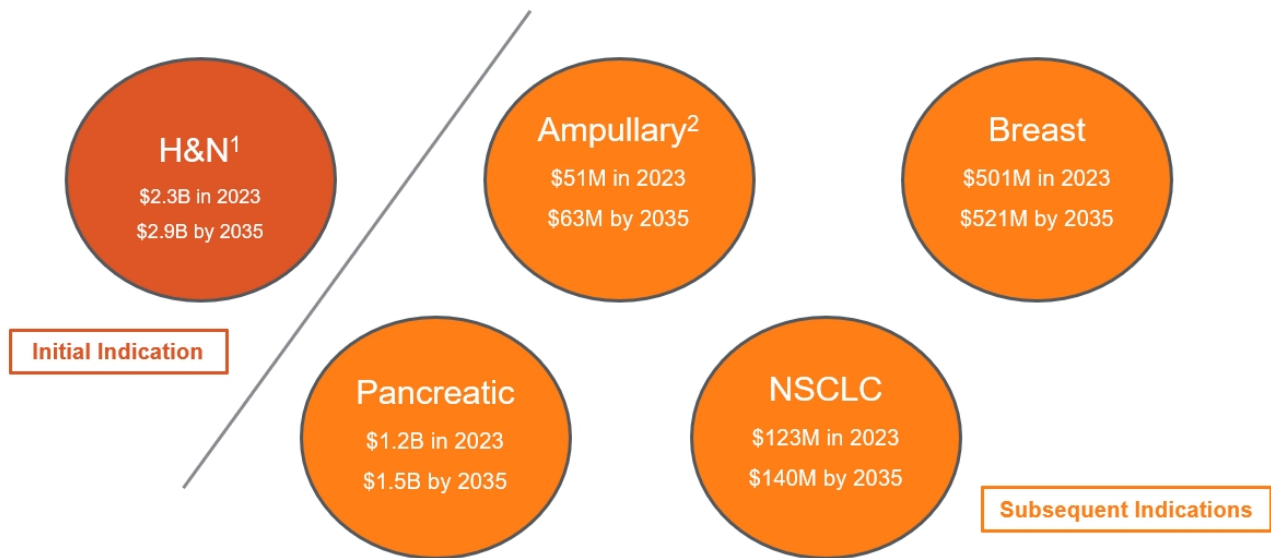 H&N¹
$2.3B in 2023
$2.9B by 2035
Initial Indication
Ampullary²
$51M in 2023
$63M by 2035
Breast
$501M in 2023
$521M by 2035
Pancreatic
$1.2B in 2023
$1.5B by 2035
NSCLC
$123M in 2023
$140M by 2035
Subsequent Indications